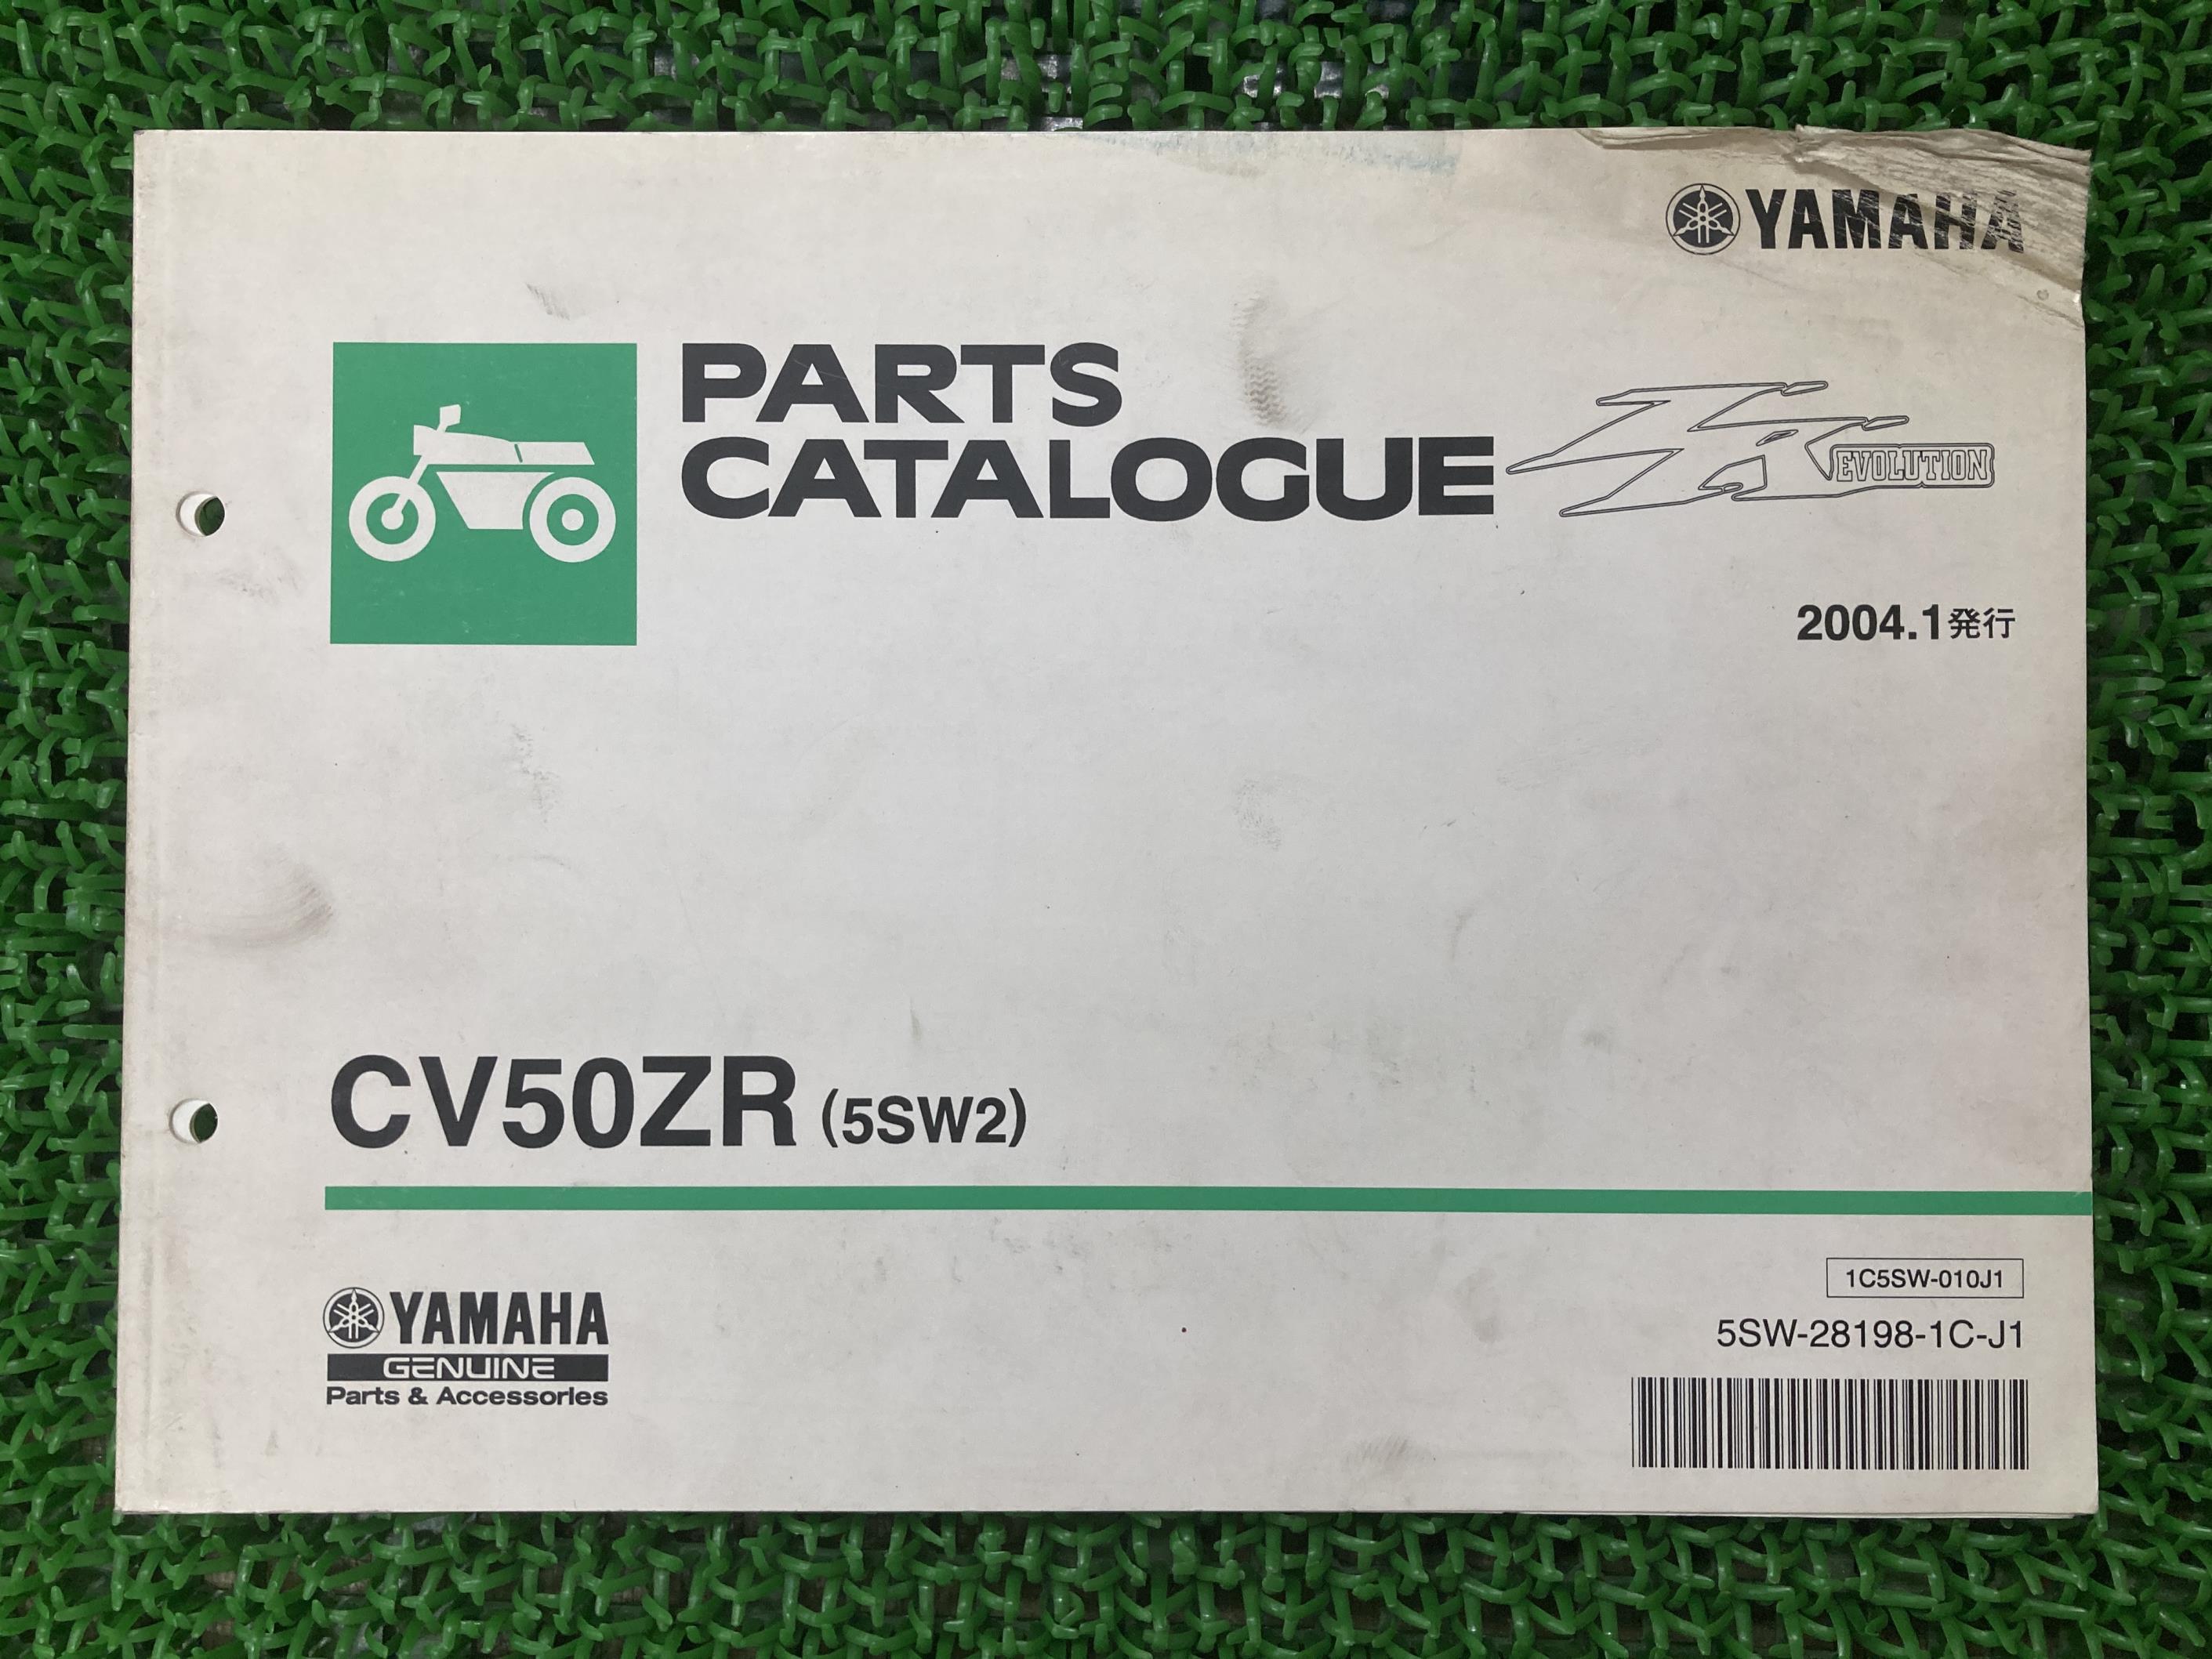 YAMAHA
PARTS
CATALOGUE
ZR EVOLUTION
2004.1発行
CV50ZR (5SW2)
YAMAHA
GENUINE
Parts & Accessories
1C5SW-010J1
5SW-28198-1C-J1